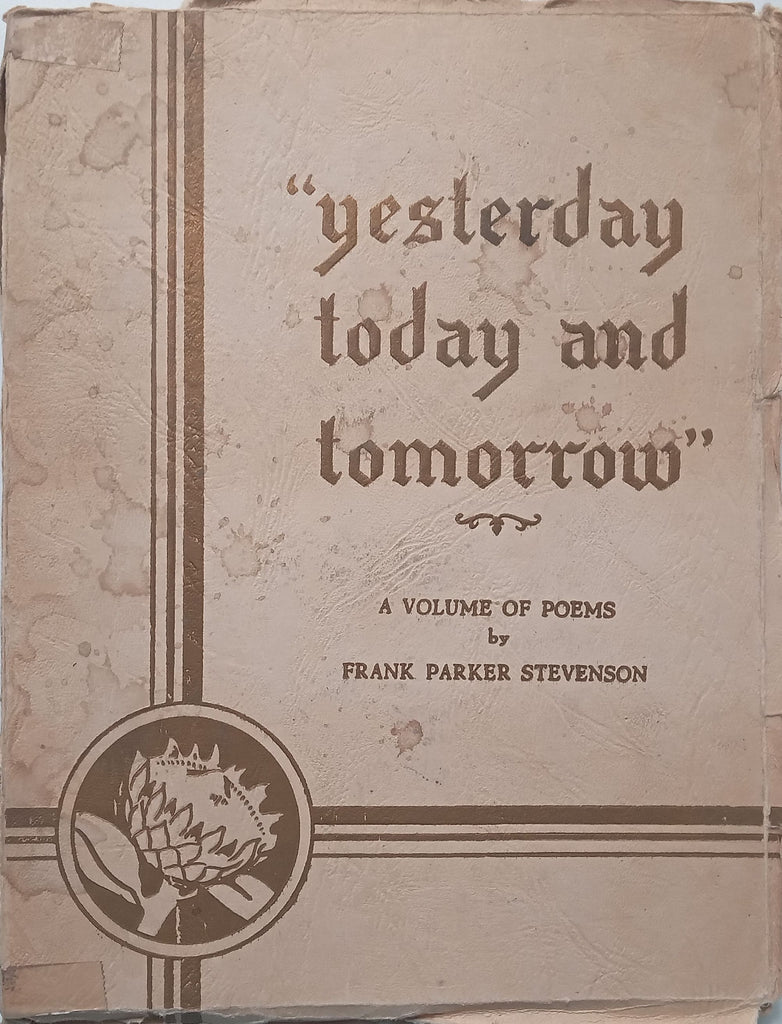 “yesterday
today and
tomorrow”
A VOLUME OF POEMS
by
FRANK PARKER STEVENSON